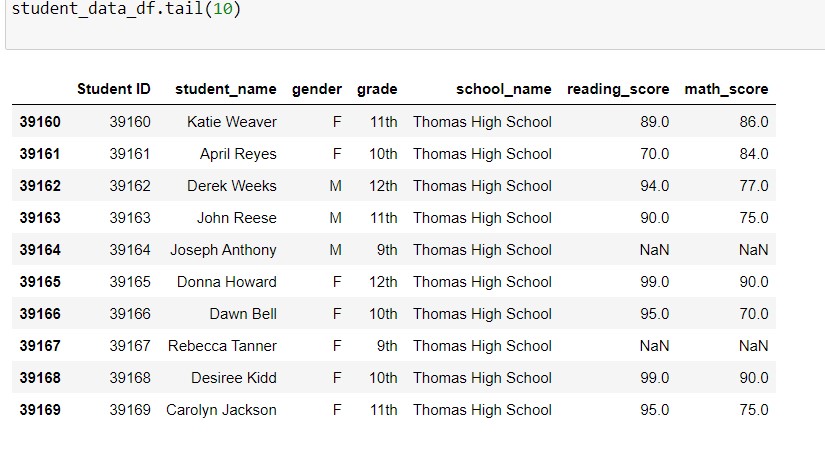 student_data_df.tail(10)
Student ID student_name gender grade school_name reading_score math_score
39160 39160 Katie Weaver F 11th Thomas High School 89.0 86.0
39161 39161 April Reyes F 10th Thomas High School 70.0 84.0
39162 39162 Derek Weeks M 12th Thomas High School 94.0 77.0
39163 39163 John Reese M 11th Thomas High School 90.0 75.0
39164 39164 Joseph Anthony M 9th Thomas High School NaN NaN
39165 39165 Donna Howard F 12th Thomas High School 99.0 90.0
39166 39166 Dawn Bell F 10th Thomas High School 95.0 70.0
39167 39167 Rebecca Tanner F 9th Thomas High School NaN NaN
39168 39168 Desiree Kidd F 10th Thomas High School 99.0 90.0
39169 39169 Carolyn Jackson F 11th Thomas High School 95.0 75.0